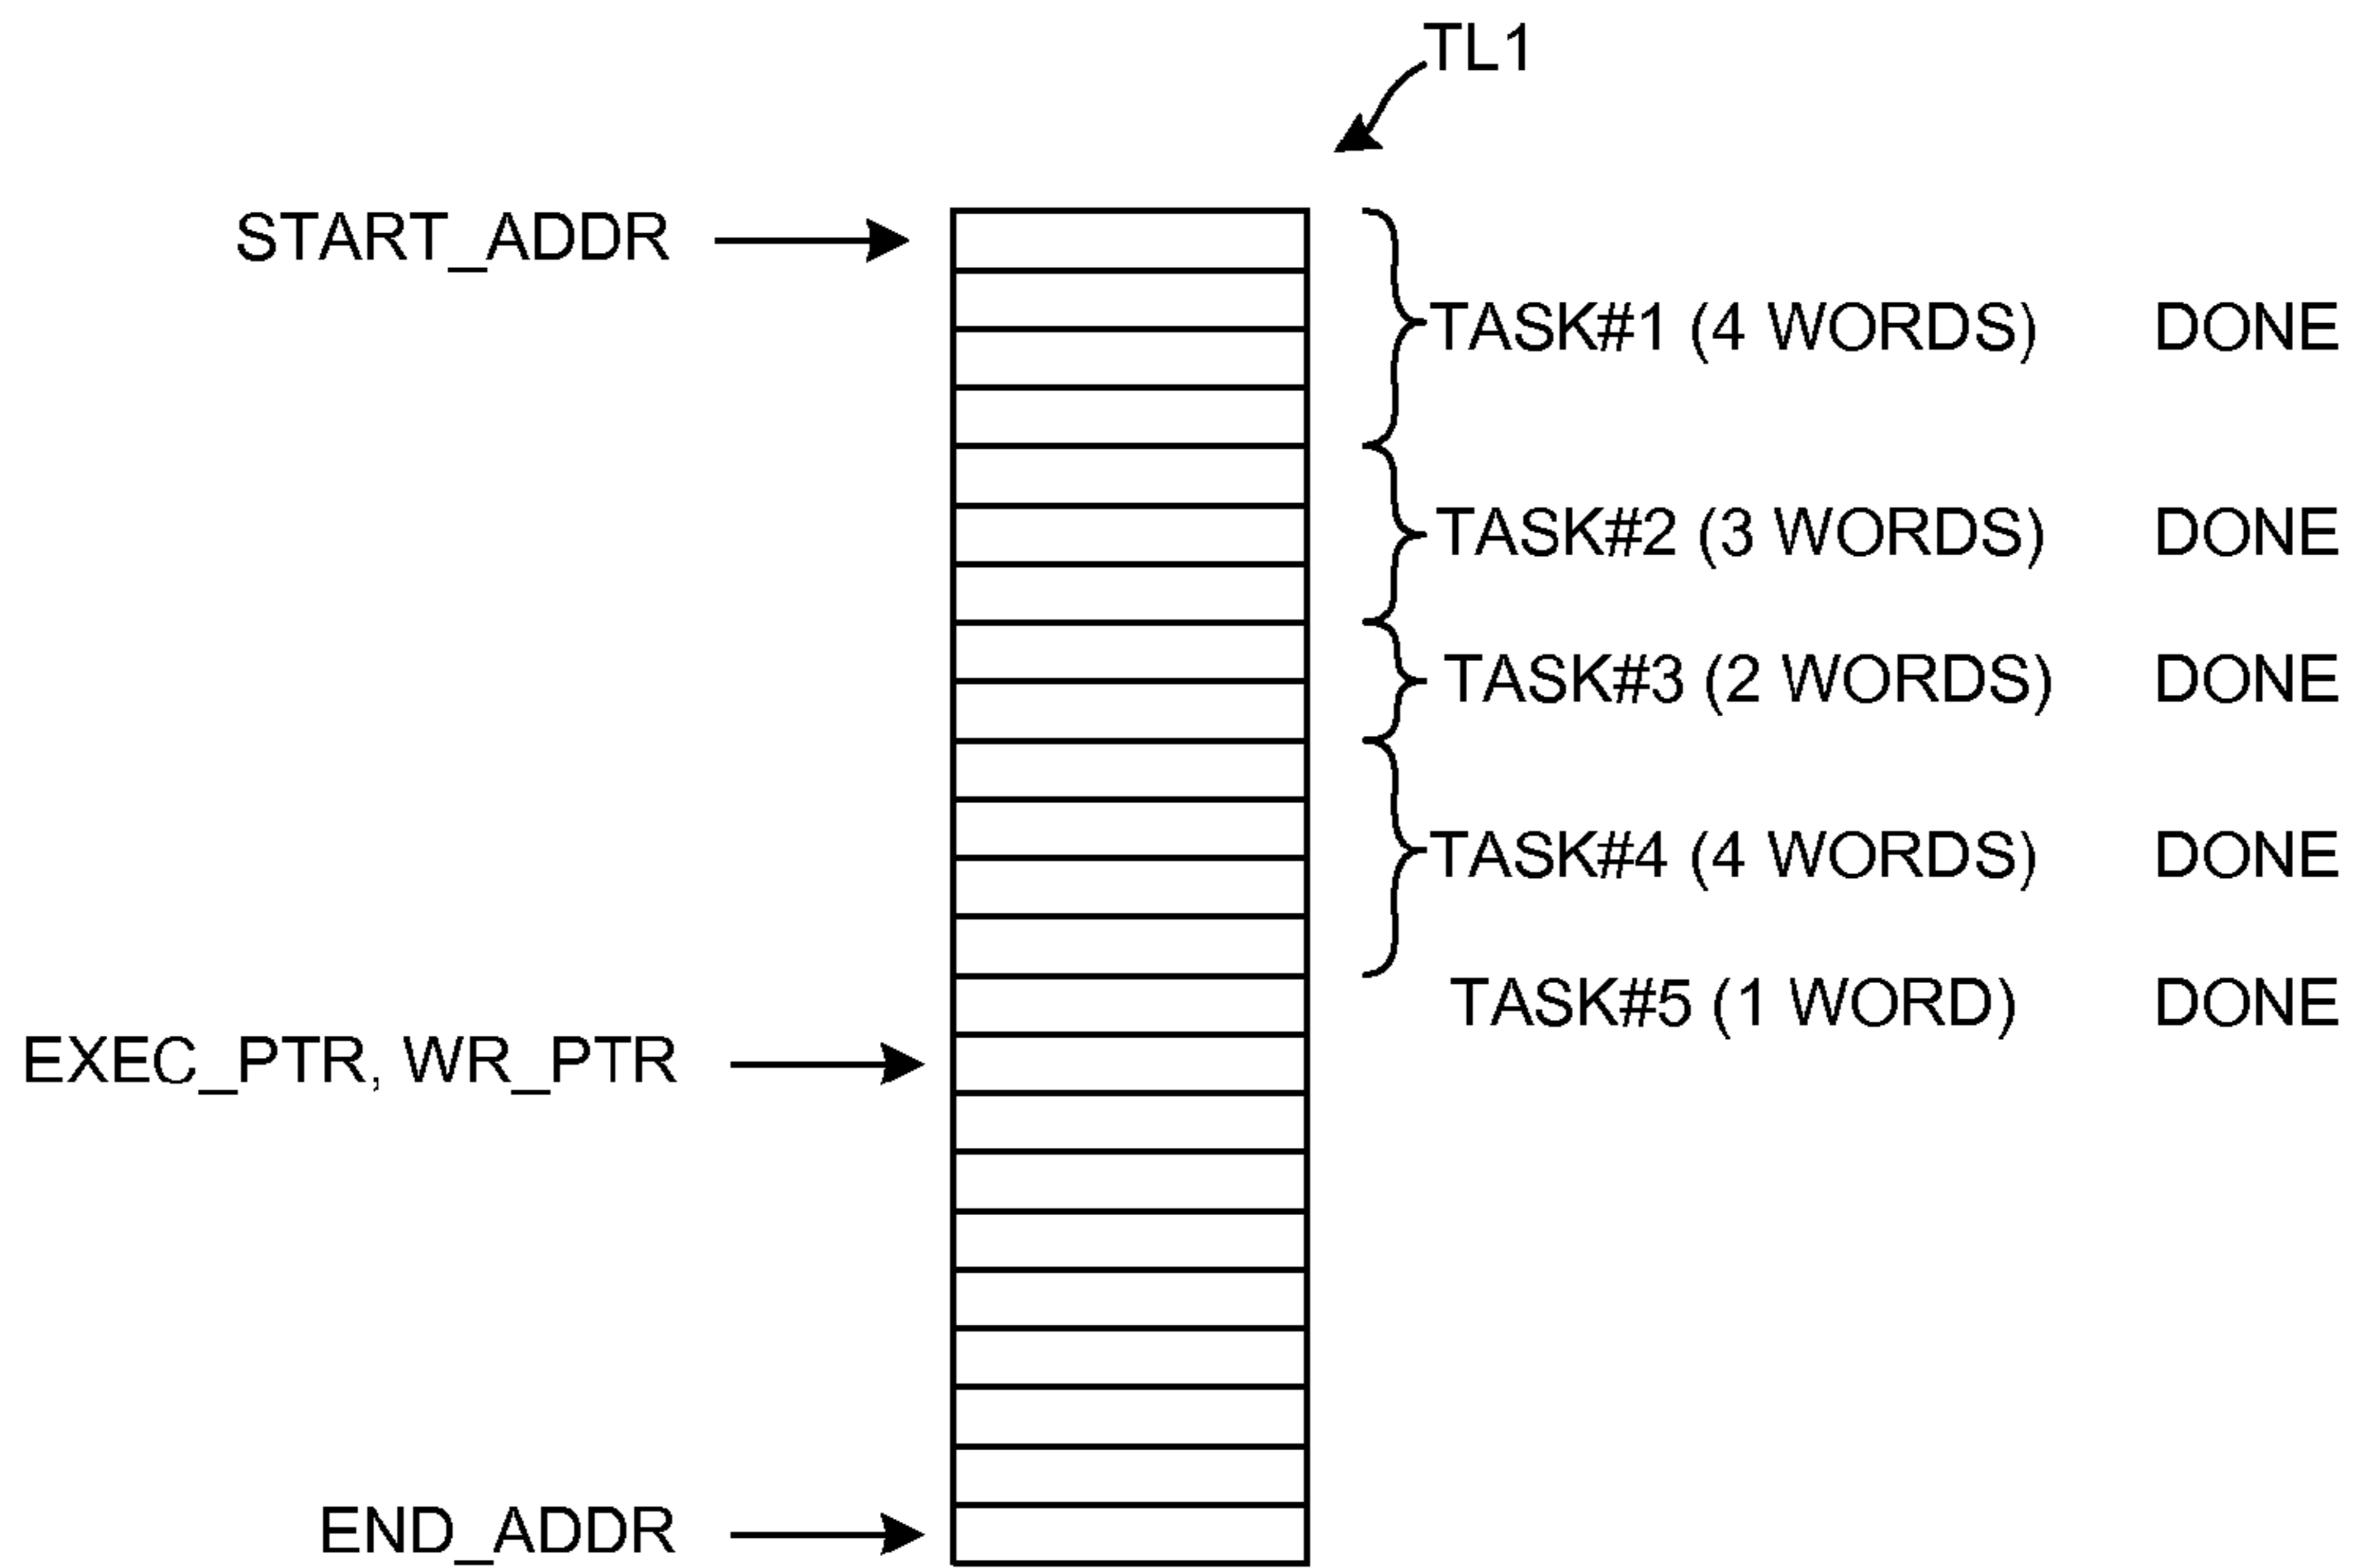 TL1
START_ADDR
TASK#1 (4 WORDS) DONE
TASK#2 (3 WORDS) DONE
TASK#3 (2 WORDS) DONE
TASK#4 (4 WORDS) DONE
TASK#5 (1 WORD) DONE
EXEC_PTR, WR_PTR
END_ADDR